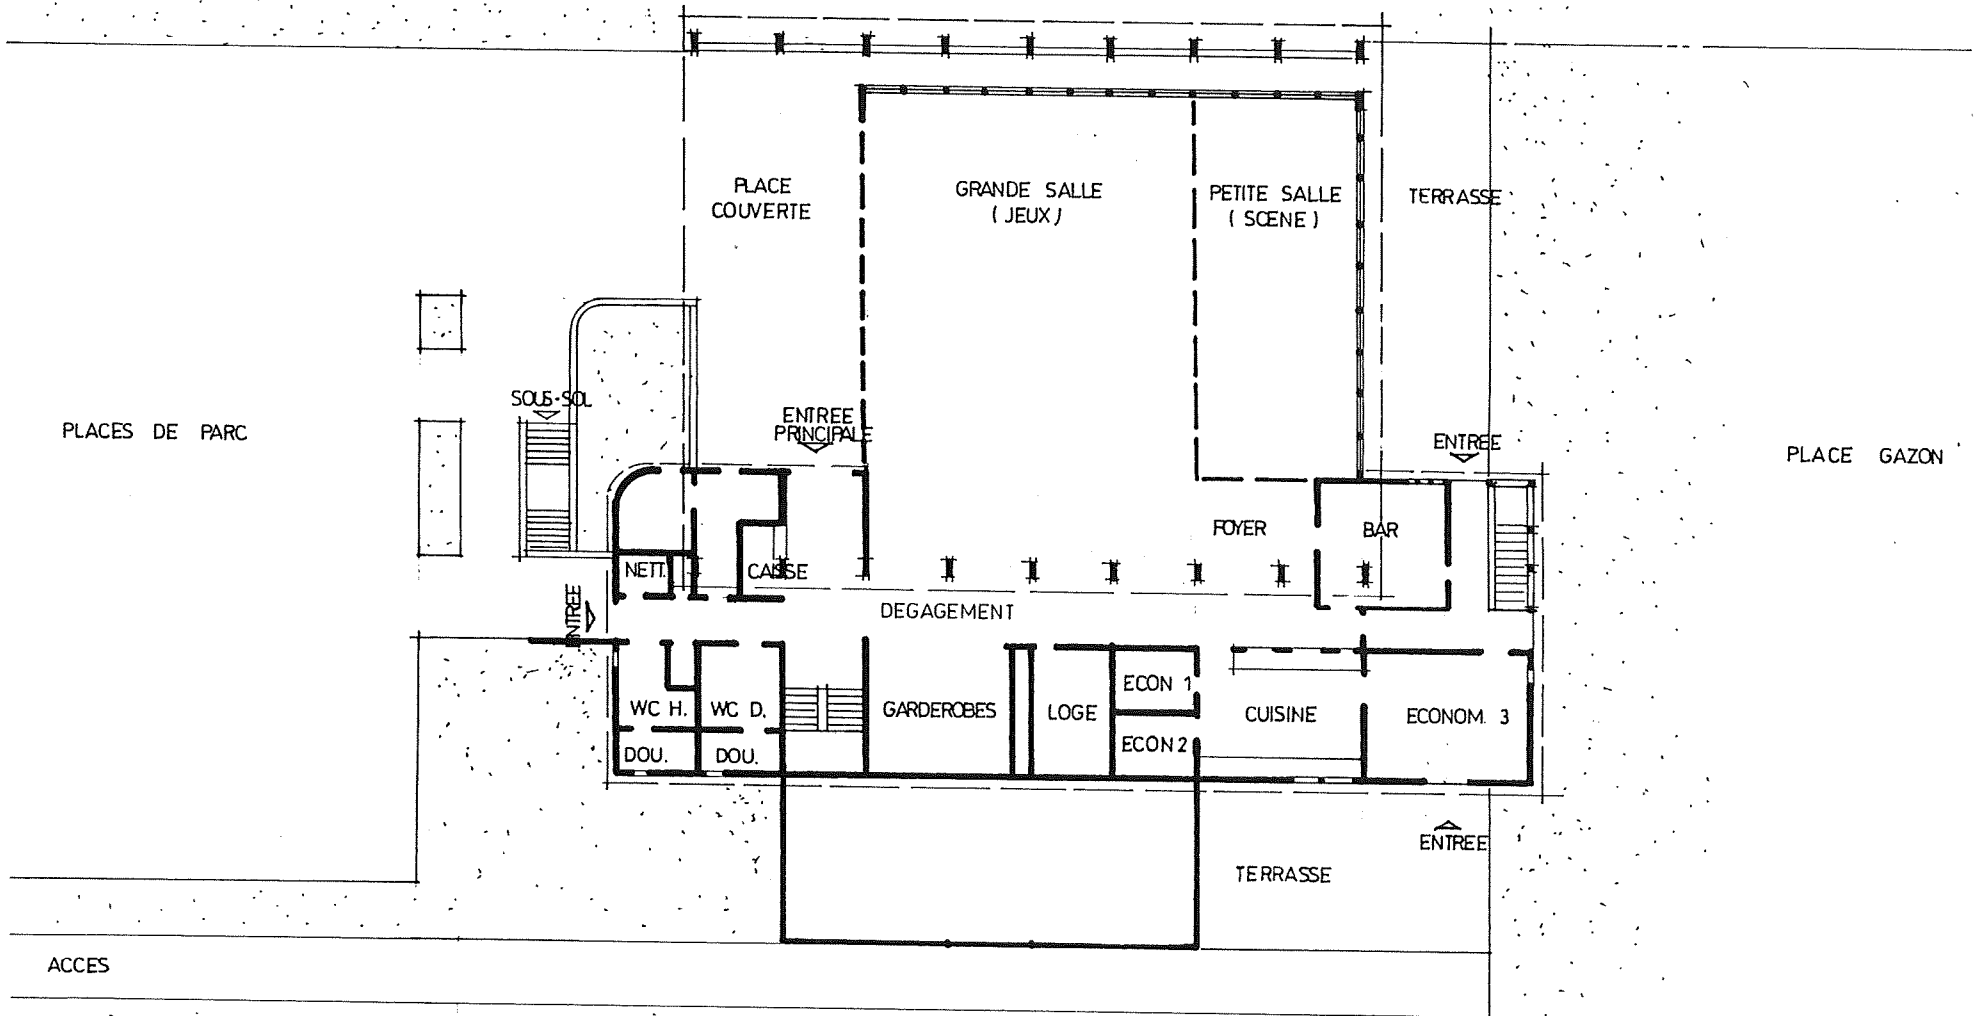 PLACE
COUVERTE
GRANDE SALLE
( JEUX )
PETITE SALLE
( SCENE )
TERRASSE
SOUS-SOL
PLACES DE PARC
ENTREE
PRINCIPALE
ENTREE
PLACE GAZON
FOYER
BAR
NETT.
CAISSE
ENTREE
DEGAGEMENT
WC H.
WC D.
GARDEROBES
LOGE
ECON 1
CUISINE
ECONOM. 3
DOU.
DOU.
ECON 2
ENTREE
TERRASSE
ACCES